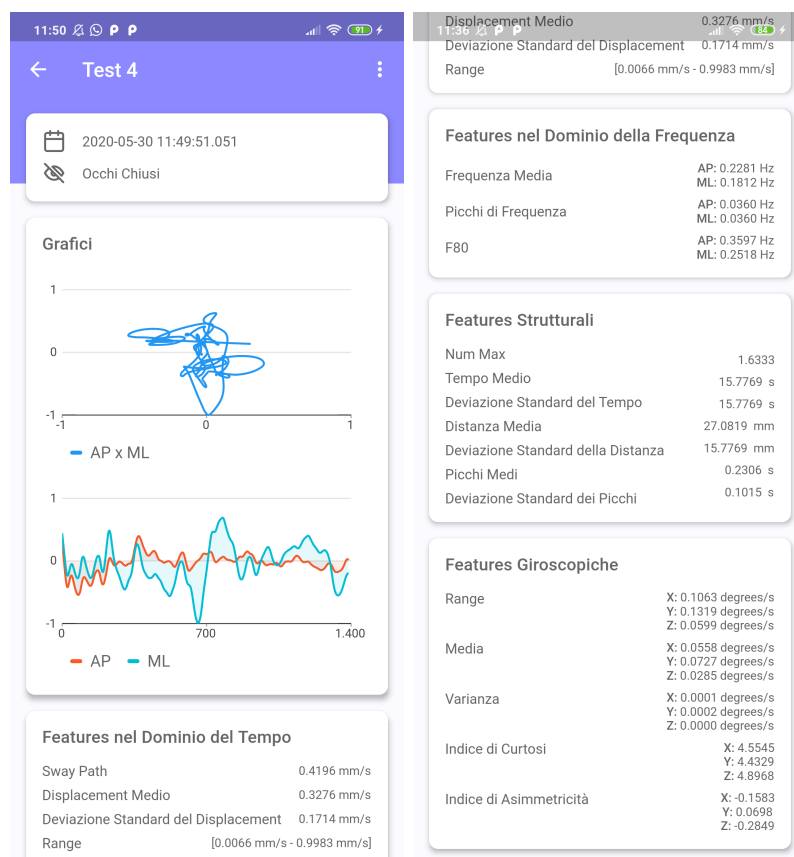 11:50
91
Test 4
2020-05-30 11:49:51.051
Occhi Chiusi
Grafici
1
0
-1
-1 0 1
AP x ML
1
0
-1
0 700 1.400
AP ML
Features nel Dominio del Tempo
Sway Path 0.4196 mm/s
Displacement Medio 0.3276 mm/s
Deviazione Standard del Displacement 0.1714 mm/s
Range [0.0066 mm/s - 0.9983 mm/s]
Displacement Medio 0.3276 mm/s
11:36
84
Deviazione Standard del Displacement 0.1714 mm/s
Range [0.0066 mm/s - 0.9983 mm/s]
Features nel Dominio della Frequenza
Frequenza Media
AP: 0.2281 Hz
ML: 0.1812 Hz
Picchi di Frequenza
AP: 0.0360 Hz
ML: 0.0360 Hz
F80
AP: 0.3597 Hz
ML: 0.2518 Hz
Features Strutturali
Num Max 1.6333
Tempo Medio 15.7769 s
Deviazione Standard del Tempo 15.7769 s
Distanza Media 27.0819 mm
Deviazione Standard della Distanza 15.7769 mm
Picchi Medi 0.2306 s
Deviazione Standard dei Picchi 0.1015 s
Features Giroscopiche
Range
X: 0.1063 degrees/s
Y: 0.1319 degrees/s
Z: 0.0599 degrees/s
Media
X: 0.0558 degrees/s
Y: 0.0727 degrees/s
Z: 0.0285 degrees/s
Varianza
X: 0.0001 degrees/s
Y: 0.0002 degrees/s
Z: 0.0000 degrees/s
Indice di Curtosi
X: 4.5545
Y: 4.4329
Z: 4.8968
Indice di Asimmetricità
X: -0.1583
Y: 0.0698
Z: -0.2849